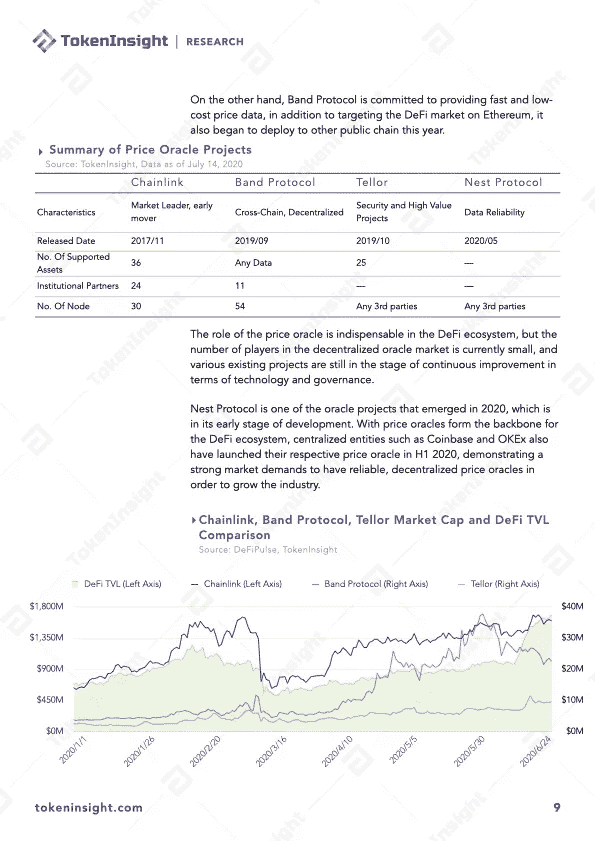 TokenInsight | RESEARCH
On the other hand, Band Protocol is committed to providing fast and low-
cost price data, in addition to targeting the DeFi market on Ethereum, it
also began to deploy to other public chain this year.
Summary of Price Oracle Projects
Source: TokenInsight, Data as of July 14, 2020
Chainlink Band Protocol Tellor Nest Protocol
Characteristics Market Leader, early mover Cross-Chain, Decentralized Security and High Value Projects Data Reliability
Released Date 2017/11 2019/09 2019/10 2020/05
No. Of Supported Assets 36 Any Data 25 —
Institutional Partners 24 11 — —
No. Of Node 30 54 Any 3rd parties Any 3rd parties
The role of the price oracle is indispensable in the DeFi ecosystem, but the
number of players in the decentralized oracle market is currently small, and
various existing projects are still in the stage of continuous improvement in
terms of technology and governance.
Nest Protocol is one of the oracle projects that emerged in 2020, which is
in its early stage of development. With price oracles form the backbone for
the DeFi ecosystem, centralized entities such as Coinbase and OKEx also
have launched their respective price oracle in H1 2020, demonstrating a
strong market demands to have reliable, decentralized price oracles in
order to grow the industry.
Chainlink, Band Protocol, Tellor Market Cap and DeFi TVL
Comparison
Source: DeFiPulse, TokenInsight
DeFi TVL (Left Axis) Chainlink (Left Axis) Band Protocol (Right Axis) Tellor (Right Axis)
$1,800M $40M
$1,350M $30M
$900M $20M
$450M $10M
$0M $0M
2020/1/1 2020/1/26 2020/2/20 2020/3/16 2020/4/10 2020/5/5 2020/5/30 2020/6/24
tokeninsight.com 9